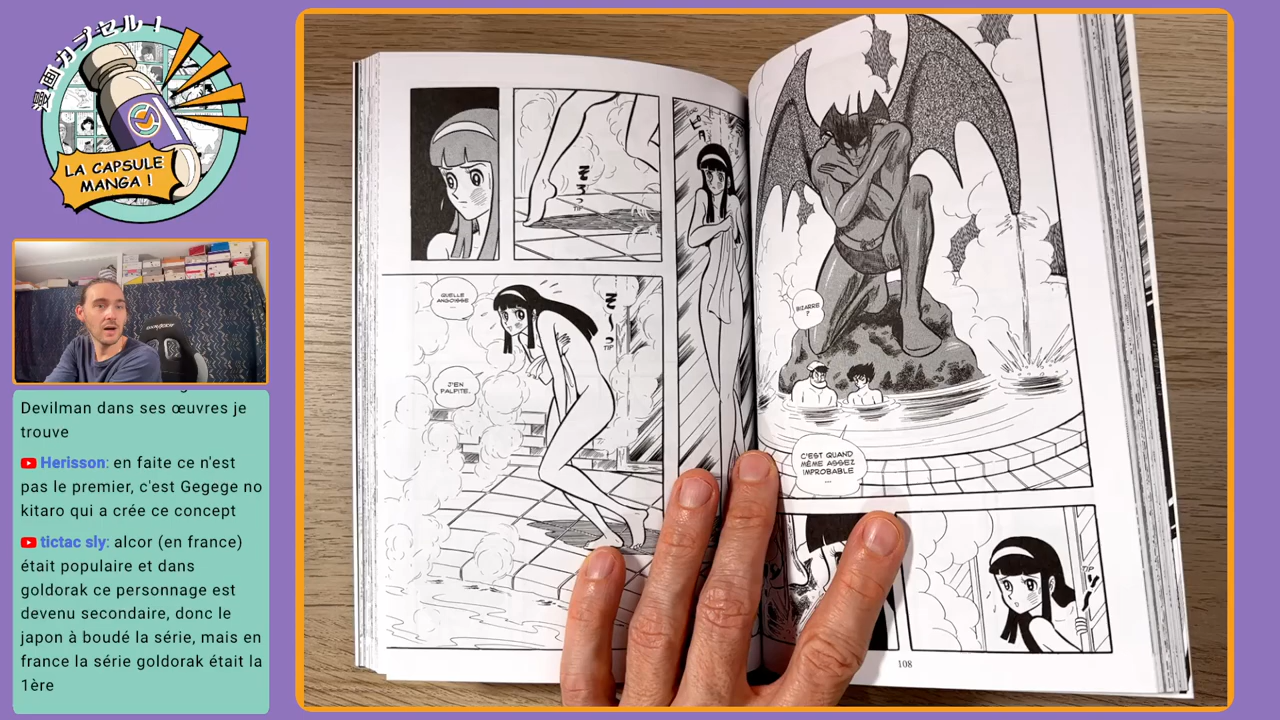 漫画カプセル！
LA CAPSULE
MANGA !
Devilman dans ses œuvres je
trouve
Herisson: en faite ce n'est
pas le premier, c'est Gegege no
kitaro qui a crée ce concept
tictac sly: alcor (en france)
était populaire et dans
goldorak ce personnage est
devenu secondaire, donc le
japon à boudé la série, mais en
france la série goldorak était la
1ère
TIP
QUELLE
ANGOISSE
...
TIP
J'EN
PALPITE.
BIZARRE
?
C'EST QUAND
MÊME ASSEZ
IMPROBABLE
...
TIP
108